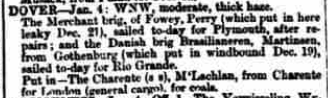 DOVER—Jan. 4: WNW, moderate, thick haze.
The Merchant brig, of Fowey, Perry (which put in here
leaky Dec. 21), sailed to-day for Plymouth, after re-
pairs; and the Danish brig Brasilianeren, Martinsen,
from Gothenburg (which put in windbound Dec. 19),
sailed to-day for Rio Grande.
Put in—The Charente (s s), M'Lachlan, from Charente
for London (general cargo), for coals.